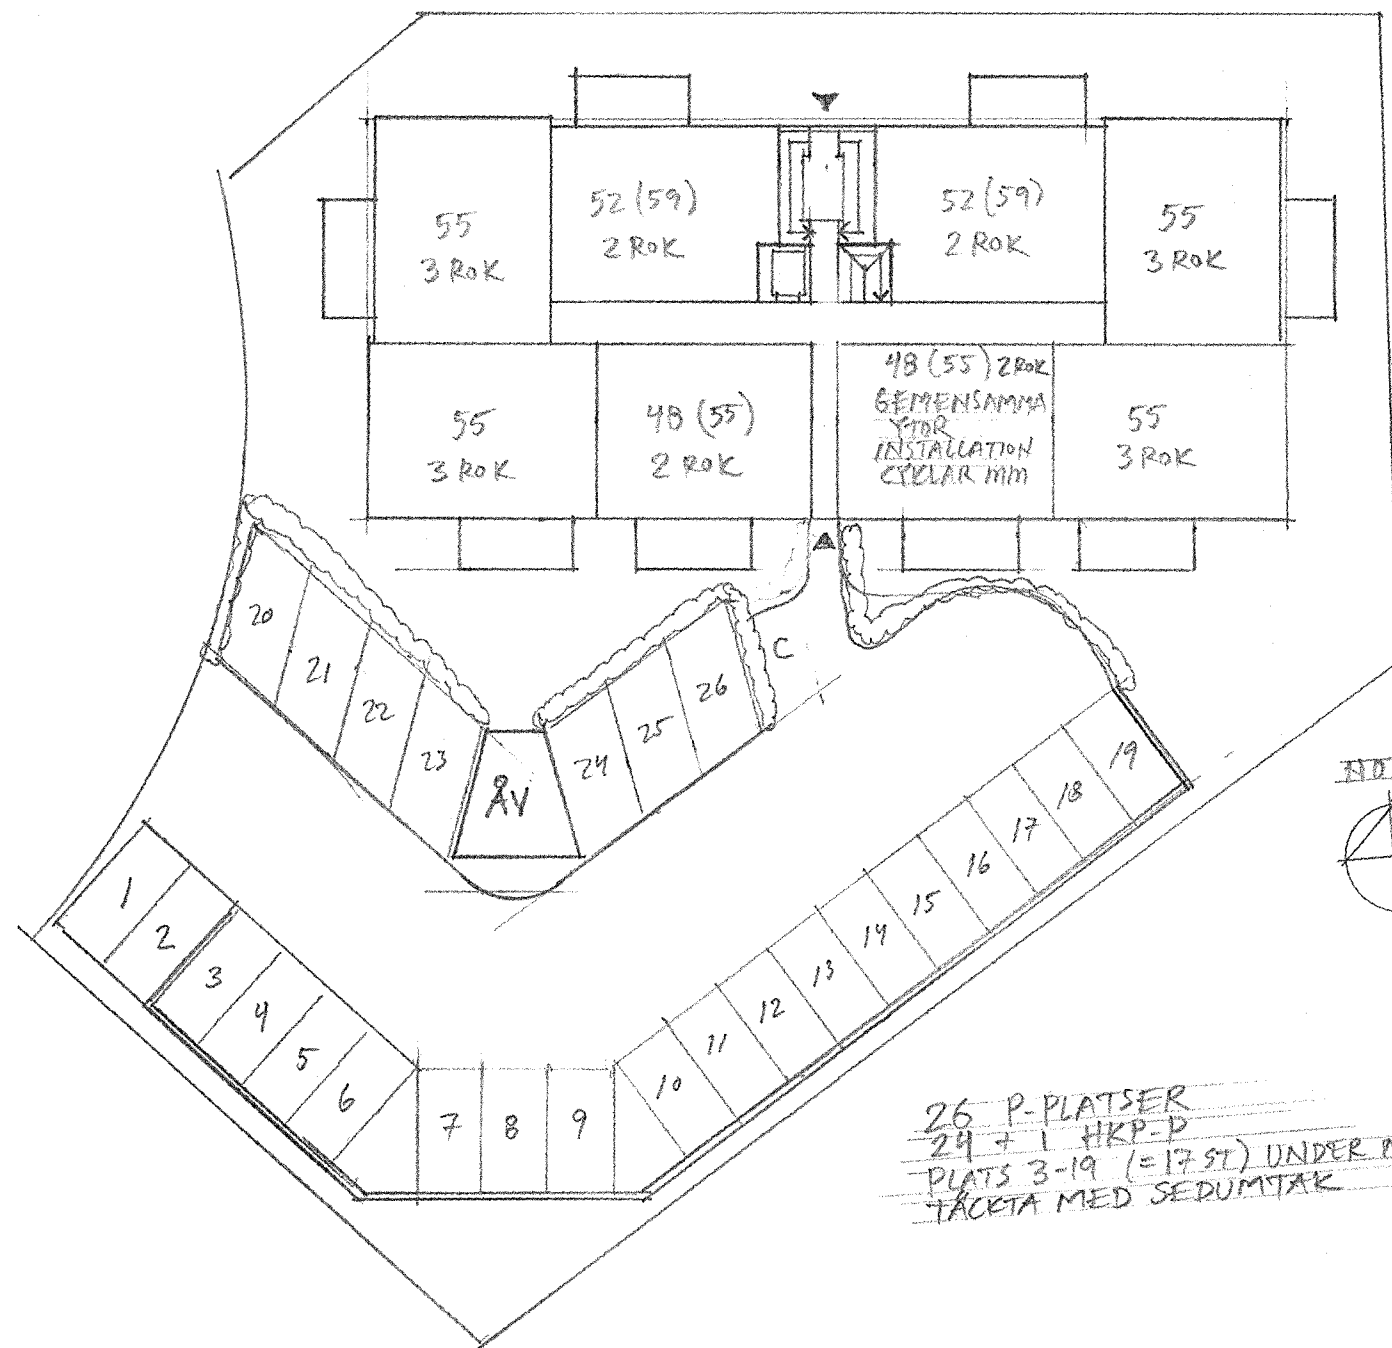 52 (59)
2 ROK
52 (59)
2 ROK
55
3 ROK
55
3 ROK
55
3 ROK
48 (55)
2 ROK
48 (55) 2 ROK
GEMENSAMMA
YTOR
INSTALLATION
CYKLAR MM
55
3 ROK
20
21
22
23
ÅV
24
25
26
C
1
2
3
4
5
6
7
8
9
10
11
12
13
14
15
16
17
18
19
26 P-PLATSER
24 + 1 HKP-P
PLATS 3-19 (=17 ST) UNDER
TÄCKTA MED SEDUMTAK